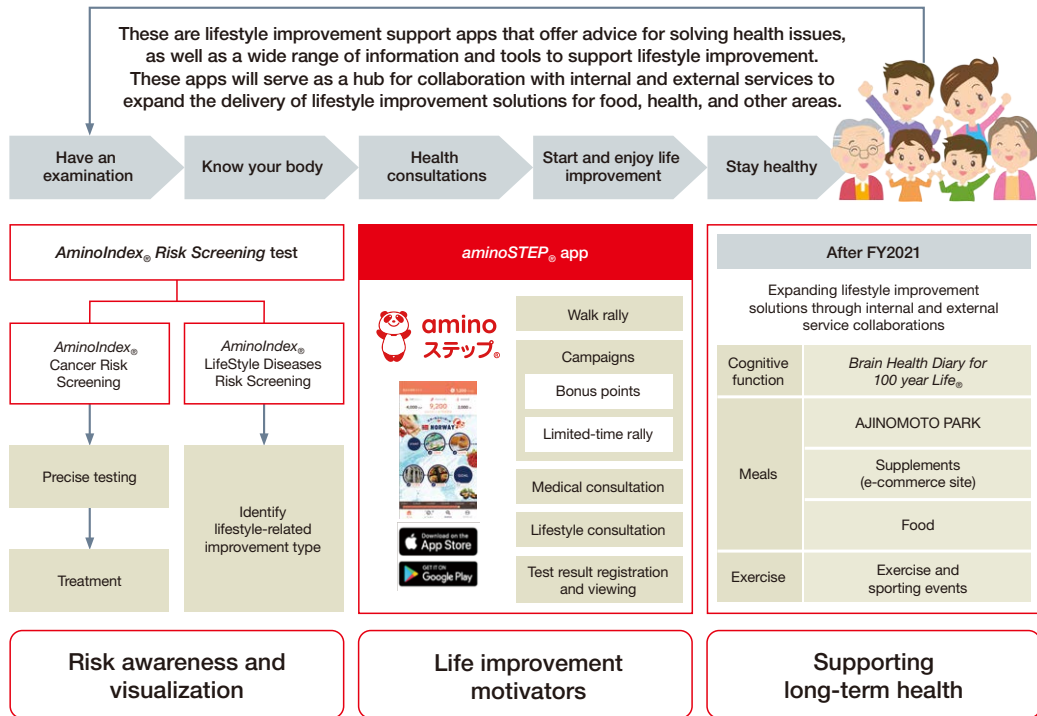 These are lifestyle improvement support apps that offer advice for solving health issues,
as well as a wide range of information and tools to support lifestyle improvement.
These apps will serve as a hub for collaboration with internal and external services to
expand the delivery of lifestyle improvement solutions for food, health, and other areas.
Have an
examination
Know your body
Health
consultations
Start and enjoy life
improvement
Stay healthy
AminoIndex® Risk Screening test
AminoIndex®
Cancer Risk
Screening
AminoIndex®
LifeStyle Diseases
Risk Screening
Precise testing
Treatment
Identify
lifestyle-related
improvement type
Risk awareness and
visualization
aminoSTEP® app
amino
ステップ®
4,000
9,200
NORWAY
Download on the
App Store
GET IT ON
Google Play
Walk rally
Campaigns
Bonus points
Limited-time rally
Medical consultation
Lifestyle consultation
Test result registration
and viewing
Life improvement
motivators
After FY2021
Expanding lifestyle improvement
solutions through internal and external
service collaborations
Cognitive
function
Brain Health Diary for
100 year Life®
Meals
AJINOMOTO PARK
Supplements
(e-commerce site)
Food
Exercise
Exercise and
sporting events
Supporting
long-term health